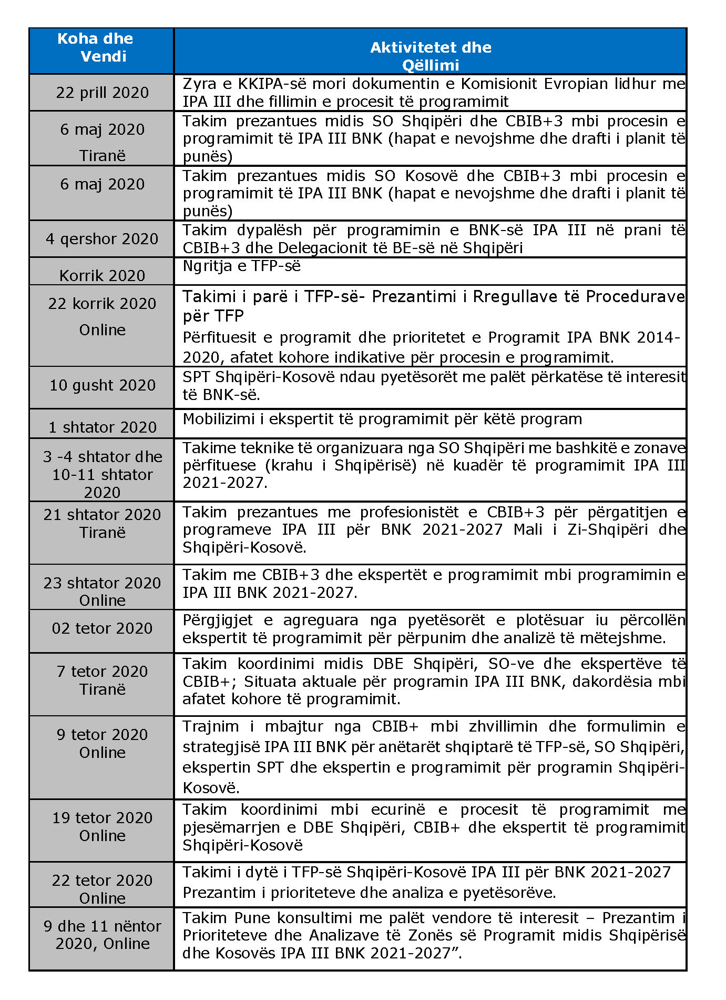 Koha dhe
Vendi
Aktivitetet dhe
Qëllimi
22 prill 2020
Zyra e KKIPA-së mori dokumentin e Komisionit Evropian lidhur me
IPA III dhe fillimin e procesit të programimit
6 maj 2020
Tiranë
Takim prezantues midis SO Shqipëri dhe CBIB+3 mbi procesin e
programimit të IPA III BNK (hapat e nevojshme dhe drafti i planit të
punës)
6 maj 2020
Takim prezantues midis SO Kosovë dhe CBIB+3 mbi procesin e
programimit të IPA III BNK (hapat e nevojshme dhe drafti i planit të
punës)
4 qershor 2020
Takim dypalësh për programimin e BNK-së IPA III në prani të
CBIB+3 dhe Delegacionit të BE-së në Shqipëri
Korrik 2020
Ngritja e TFP-së
22 korrik 2020
Online
Takimi i parë i TFP-së- Prezantimi i Rregullave të Procedurave
për TFP
Përfituesit e programit dhe prioritetet e Programit IPA BNK 2014-
2020, afatet kohore indikative për procesin e programimit.
10 gusht 2020
SPT Shqipëri-Kosovë ndau pyetësorët me palët përkatëse të interesit
të BNK-së.
1 shtator 2020
Mobilizimi i ekspertit të programimit për këtë program
3 -4 shtator dhe
10-11 shtator
2020
Takime teknike të organizuara nga SO Shqipëri me bashkitë e zonave
përfituese (krahu i Shqipërisë) në kuadër të programimit IPA III
2021-2027.
21 shtator 2020
Tiranë
Takim prezantues me profesionistët e CBIB+3 për përgatitjen e
programeve IPA III për BNK 2021-2027 Mali i Zi-Shqipëri dhe
Shqipëri-Kosovë.
23 shtator 2020
Online
Takim me CBIB+3 dhe ekspertët e programimit mbi programimin e
IPA III BNK 2021-2027.
02 tetor 2020
Përgjigjet e agreguara nga pyetësorët e plotësuar iu përcollën
ekspertit të programimit për përpunim dhe analizë të mëtejshme.
7 tetor 2020
Tiranë
Takim koordinimi midis DBE Shqipëri, SO-ve dhe ekspertëve të
CBIB+; Situata aktuale për programin IPA III BNK, dakordësia mbi
afatet kohore të programimit.
9 tetor 2020
Online
Trajnim i mbajtur nga CBIB+ mbi zhvillimin dhe formulimin e
strategjisë IPA III BNK për anëtarët shqiptarë të TFP-së, SO Shqipëri,
ekspertin SPT dhe ekspertin e programimit për programin Shqipëri-
Kosovë.
19 tetor 2020
Online
Takim koordinimi mbi ecurinë e procesit të programimit me
pjesëmarrjen e DBE Shqipëri, CBIB+ dhe ekspertit të programimit
Shqipëri-Kosovë
22 tetor 2020
Online
Takimi i dytë i TFP-së Shqipëri-Kosovë IPA III për BNK 2021-2027
Prezantim i prioriteteve dhe analiza e pyetësorëve.
9 dhe 11 nëntor
2020, Online
Takim Pune konsultimi me palët vendore të interesit – Prezantim i
Prioriteteve dhe Analizave të Zonës së Programit midis Shqipërisë
dhe Kosovës IPA III BNK 2021-2027”.